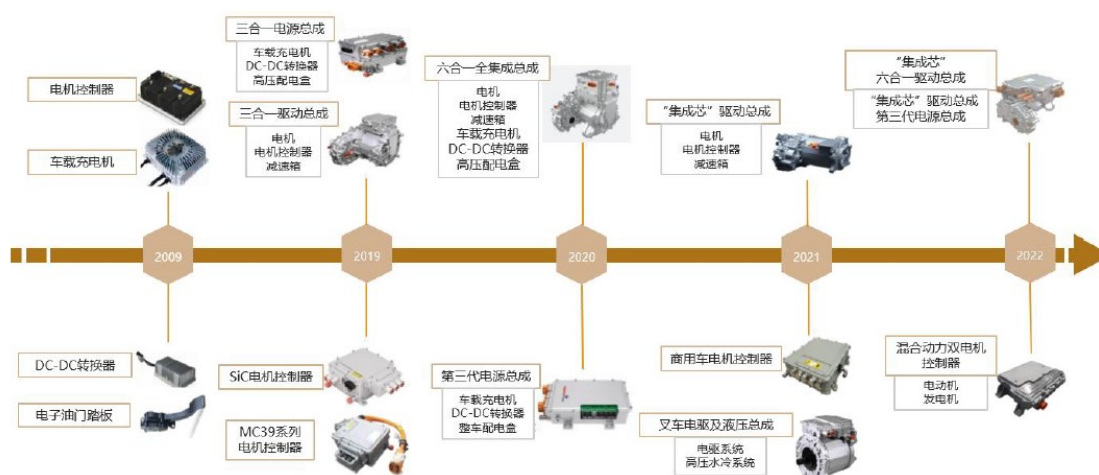 电机控制器
车载充电机
三合一电源总成
车载充电机
DC-DC转换器
高压配电盒
三合一驱动总成
电机
电机控制器
减速箱
六合一全集成总成
电机
电机控制器
减速箱
车载充电机
DC-DC转换器
高压配电盒
“集成芯”驱动总成
电机
电机控制器
减速箱
“集成芯”
六合一驱动总成
“集成芯”驱动总成
第三代电源总成
2009
2019
2020
2021
2022
DC-DC转换器
电子油门踏板
SiC电机控制器
MC39系列
电机控制器
第三代电源总成
车载充电机
DC-DC转换器
整车配电盒
商用车电机控制器
叉车电驱及液压总成
电驱系统
高压水冷系统
混合动力双电机
控制器
电动机
发电机